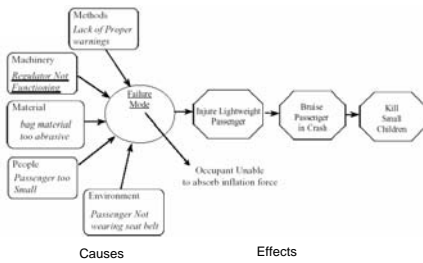 Methods
Lack of Proper
warnings
Machinery
Regulator Not
Functioning
Material
bag material
too abrasive
People
Passenger too
Small
Environment
Passenger Not
wearing seat belt
Failure
Mode
Occupant Unable
to absorb inflation force
Injute Lightweight
Passenger
Bruise
Passenger
in Crash
Kill
Small
Children
Causes
Effects